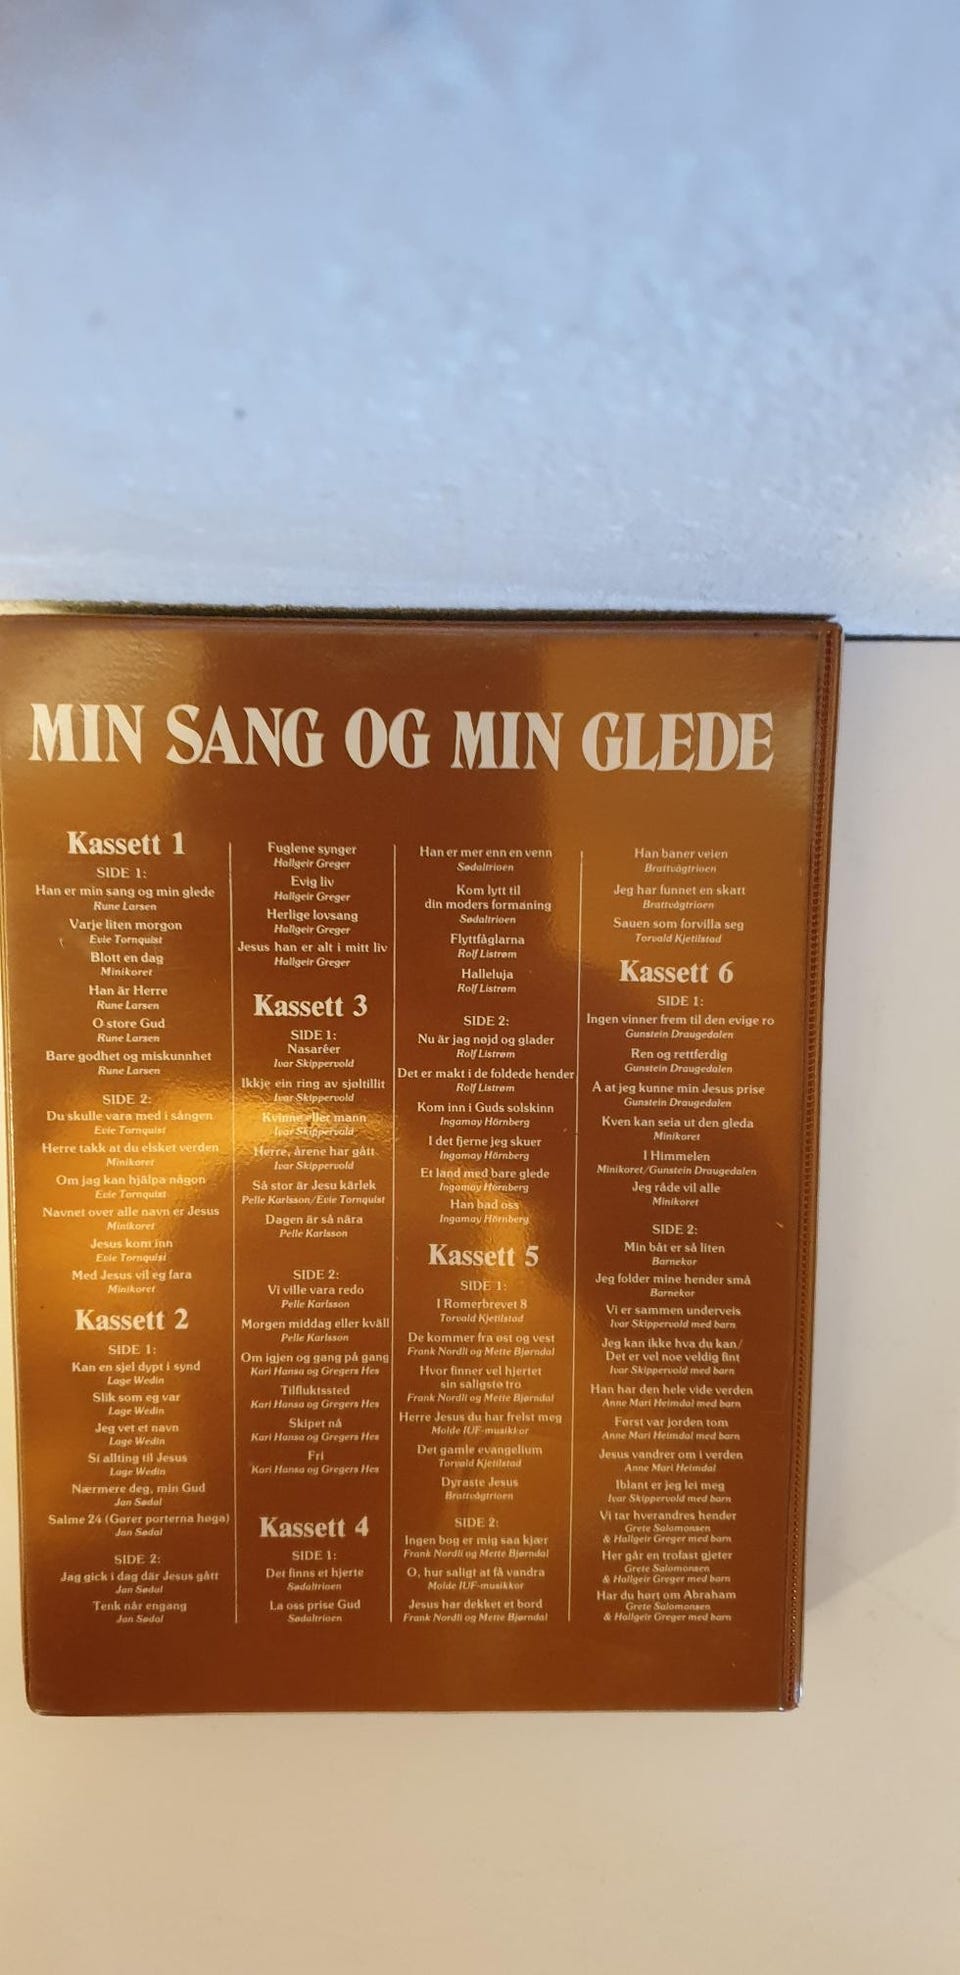 MIN SANG OG MIN GLEDE
Kassett 1
SIDE 1:
Han er min sang og min glede
Rune Larsen
Varje liten morgon
Evie Tornquist
Blott en dag
Minikoret
Han är Herre
Rune Larsen
O store Gud
Rune Larsen
Bare godhet og miskunnhet
Rune Larsen
SIDE 2:
Du skulle vara med i sången
Evie Tornquist
Herre takk at du elsket verden
Minikoret
Om jag kan hjälpa någon
Evie Tornquist
Navnet over alle navn er Jesus
Minikoret
Jesus kom inn
Evie Tornquist
Med Jesus vil eg fara
Minikoret
Kassett 2
SIDE 1:
Kan en sjel dypt i synd
Lage Wedin
Slik som eg var
Lage Wedin
Jeg vet et navn
Lage Wedin
Si allting til Jesus
Lage Wedin
Nærmere deg, min Gud
Jan Sødal
Salme 24 (Gører porterna høga)
Jan Sødal
SIDE 2:
Jag gick i dag där Jesus gått
Jan Sødal
Tenk når engang
Jan Sødal
Fuglene synger
Hallgeir Greger
Evig liv
Hallgeir Greger
Herlige lovsang
Hallgeir Greger
Jesus han er alt i mitt liv
Hallgeir Greger
Kassett 3
SIDE 1:
Nasaréer
Ivar Skippervold
Ikkje ein ring av sjøltillit
Ivar Skippervold
Kvinne eller mann
Ivar Skippervold
Herre, årene har gått
Ivar Skippervold
Så stor är Jesu kärlek
Pelle Karlsson/Evie Tornquist
Dagen är så nära
Pelle Karlsson
SIDE 2:
Vi ville vara redo
Pelle Karlsson
Morgen middag eller kväll
Pelle Karlsson
Om igjen og gang på gang
Kari Hansa og Gregers Hes
Tilfluktssted
Kari Hansa og Gregers Hes
Skipet nå
Kari Hansa og Gregers Hes
Fri
Kari Hansa og Gregers Hes
Kassett 4
SIDE 1:
Det finns et hjerte
Sødaltrioen
La oss prise Gud
Sødaltrioen
Han er mer enn en venn
Sødaltrioen
Kom lytt til
din moders formaning
Sødaltrioen
Flyttfåglarna
Rolf Listrøm
Halleluja
Rolf Listrøm
SIDE 2:
Nu är jag nøjd og glader
Rolf Listrøm
Det er makt i de foldede hender
Rolf Listrøm
Kom inn i Guds solskinn
Ingamay Hörnberg
I det fjerne jeg skuer
Ingamay Hörnberg
Et land med bare glede
Ingamay Hörnberg
Han bad oss
Ingamay Hörnberg
Kassett 5
SIDE 1:
I Romerbrevet 8
Torvald Kjetilstad
De kommer fra øst og vest
Frank Nordli og Mette Bjørndal
Hvor finner vel hjertet
sin saligste tro
Frank Nordli og Mette Bjørndal
Herre Jesus du har frelst meg
Molde IUF-musikkor
Det gamle evangelium
Torvald Kjetilstad
Dyraste Jesus
Brattvågtrioen
SIDE 2:
Ingen bog er mig saa kjær
Frank Nordli og Mette Bjørndal
O, hur saligt at få vandra
Molde IUF-musikkor
Jesus har dekket et bord
Frank Nordli og Mette Bjørndal
Han baner veien
Brattvågtrioen
Jeg har funnet en skatt
Brattvågtrioen
Sauen som forvilla seg
Torvald Kjetilstad
Kassett 6
SIDE 1:
Ingen vinner frem til den evige ro
Gunstein Draugedalen
Ren og rettferdig
Gunstein Draugedalen
Å at jeg kunne min Jesus prise
Gunstein Draugedalen
Kven kan seia ut den gleda
Minikoret
I Himmelen
Minikoret/Gunstein Draugedalen
Jeg råde vil alle
Minikoret
SIDE 2:
Min båt er så liten
Barnekor
Jeg folder mine hender små
Barnekor
Vi er sammen underveis
Ivar Skippervold med barn
Jeg kan ikke hva du kan/
Det er vel noe veldig fint
Ivar Skippervold med barn
Han har den hele vide verden
Anne Mari Heimdal med barn
Først var jorden tom
Anne Mari Heimdal med barn
Jesus vandrer om i verden
Anne Mari Heimdal
Iblant er jeg lei meg
Ivar Skippervold med barn
Vi tar hverandres hender
Grete Salomonsen
& Hallgeir Greger med barn
Her går en trofast gjeter
Grete Salomonsen
& Hallgeir Greger med barn
Har du hørt om Abraham
Grete Salomonsen
& Hallgeir Greger med barn